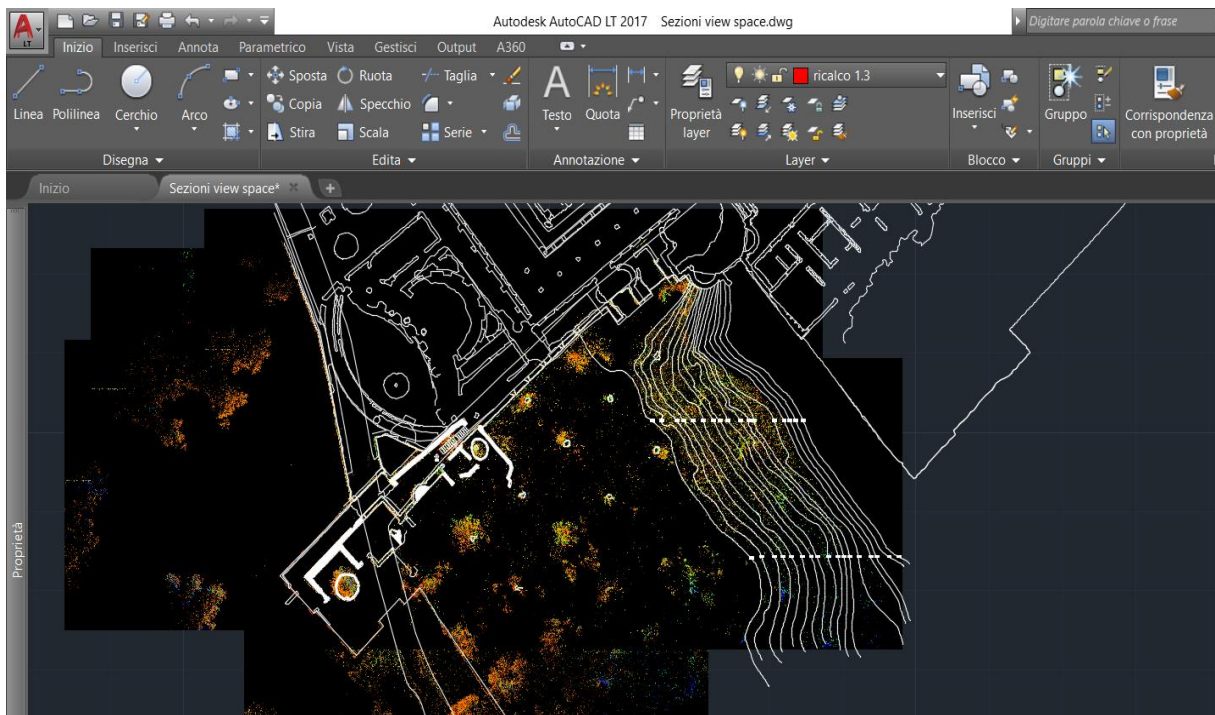 Autodesk AutoCAD LT 2017 Sezioni view space.dwg
Digitare parola chiave o frase
LT
Inizio Inserisci Annota Parametrico Vista Gestisci Output A360
Linea Polilinea Cerchio Arco
Sposta Ruota Taglia
Copia Specchio
Stira Scala Serie
Testo Quota
Proprietà layer
ricalco 1.3
Inserisci
Gruppo
Corrispondenza con proprietà
Disegna Edita Annotazione Layer Blocco Gruppi
Inizio Sezioni view space*
Proprietà